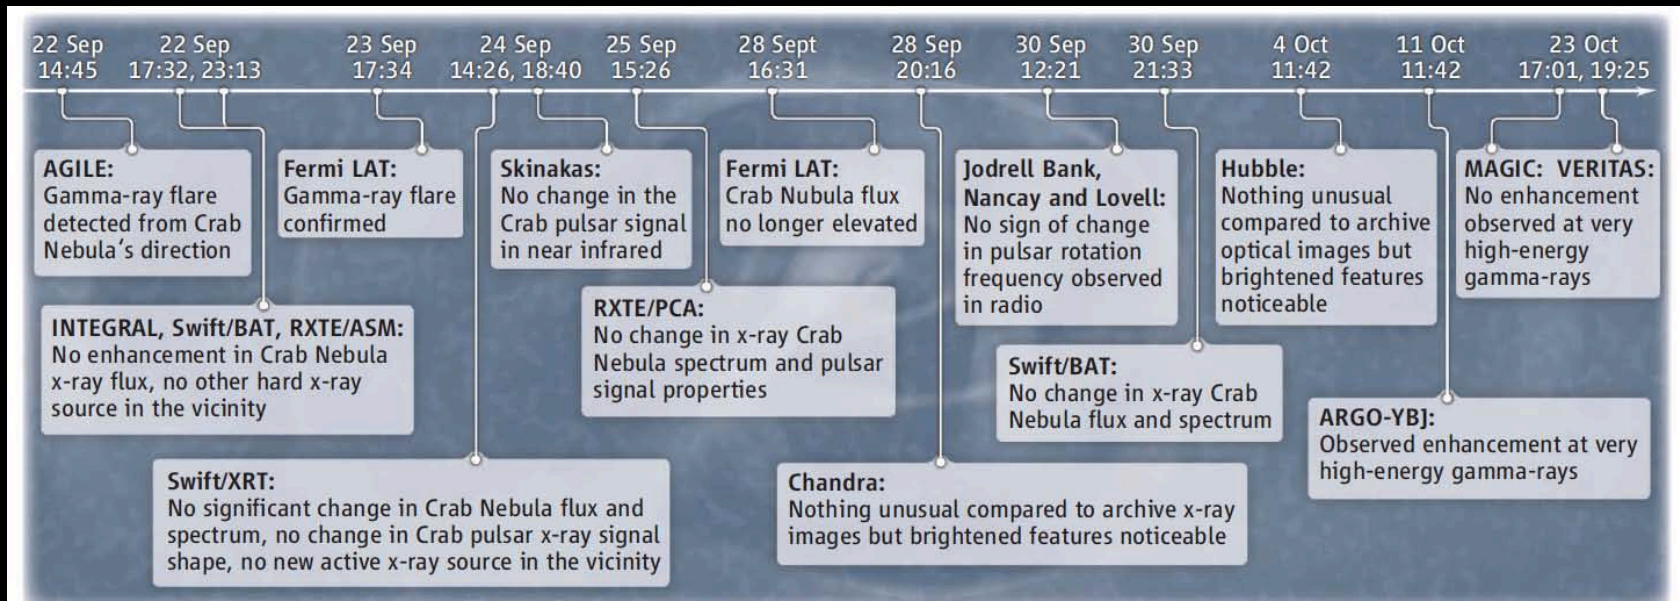 22 Sep
14:45
22 Sep
17:32, 23:13
23 Sep
17:34
24 Sep
14:26, 18:40
25 Sep
15:26
28 Sept
16:31
28 Sep
20:16
30 Sep
12:21
30 Sep
21:33
4 Oct
11:42
11 Oct
11:42
23 Oct
17:01, 19:25
AGILE:
Gamma-ray flare
detected from Crab
Nebula‘s direction
INTEGRAL, Swift/BAT, RXTE/ASM:
No enhancement in Crab Nebula
x-ray flux, no other hard x-ray
source in the vicinity
Fermi LAT:
Gamma-ray flare
confirmed
Swift/XRT:
No significant change in Crab Nebula flux and
spectrum, no change in Crab pulsar x-ray signal
shape, no new active x-ray source in the vicinity
Skinakas:
No change in the
Crab pulsar signal
in near infrared
RXTE/PCA:
No change in x-ray Crab
Nebula spectrum and pulsar
signal properties
Fermi LAT:
Crab Nubula flux
no longer elevated
Chandra:
Nothing unusual compared to archive x-ray
images but brightened features noticeable
Jodrell Bank,
Nancay and Lovell:
No sign of change
in pulsar rotation
frequency observed
in radio
Swift/BAT:
No change in x-ray Crab
Nebula flux and spectrum
Hubble:
Nothing unusual
compared to archive
optical images but
brightened features
noticeable
ARGO-YBJ:
Observed enhancement at very
high-energy gamma-rays
MAGIC: VERITAS:
No enhancement
observed at very
high-energy
gamma-rays